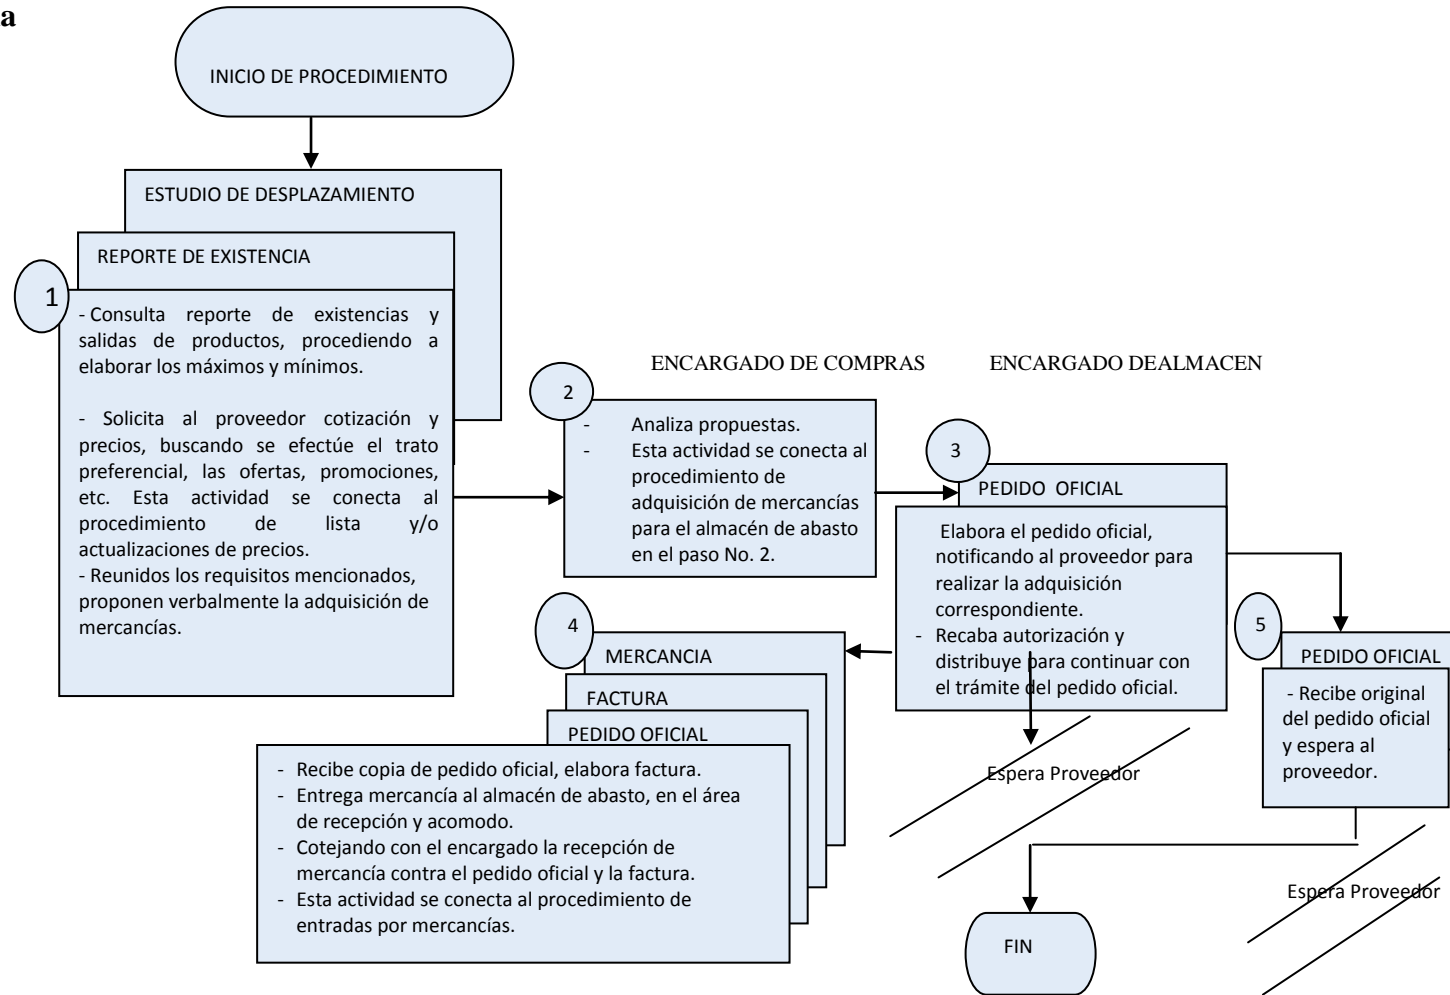 a
INICIO DE PROCEDIMIENTO
ESTUDIO DE DESPLAZAMIENTO
REPORTE DE EXISTENCIA
1
- Consulta reporte de existencias y
salidas de productos, procediendo a
elaborar los máximos y mínimos.
- Solicita al proveedor cotización y
precios, buscando se efectúe el trato
preferencial, las ofertas, promociones,
etc. Esta actividad se conecta al
procedimiento de lista y/o
actualizaciones de precios.
- Reunidos los requisitos mencionados,
proponen verbalmente la adquisición de
mercancías.
ENCARGADO DE COMPRAS
ENCARGADO DEALMACEN
2
- Analiza propuestas.
- Esta actividad se conecta al
procedimiento de
adquisición de mercancías
para el almacén de abasto
en el paso No. 2.
3
PEDIDO OFICIAL
Elabora el pedido oficial,
notificando al proveedor para
realizar la adquisición
correspondiente.
- Recaba autorización y
distribuye para continuar con
el trámite del pedido oficial.
4
MERCANCIA
FACTURA
PEDIDO OFICIAL
- Recibe copia de pedido oficial, elabora factura.
- Entrega mercancía al almacén de abasto, en el área
de recepción y acomodo.
- Cotejando con el encargado la recepción de
mercancía contra el pedido oficial y la factura.
- Esta actividad se conecta al procedimiento de
entradas por mercancías.
5
PEDIDO OFICIAL
- Recibe original
del pedido oficial
y espera al
proveedor.
Espera Proveedor
Espera Proveedor
FIN